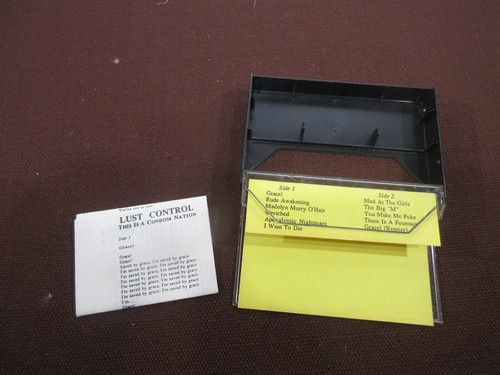 LUST CONTROL
THIS IS A CONDOM NATION
Side 1
(Grace)
Grace!
Grace!
Saved by grace, I'm saved by grace
I'm saved by grace, I'm saved by grace
I'm saved by grace, I'm saved by grace
I'm saved by grace, I'm saved by grace
I'm saved by grace, I'm saved by grace
I'm saved by grace, I'm saved by grace
I'm...
Grace!
Side 1
Grace!
Rude Awakening
Madolyn Murry O'Hair
Stretched
Apocalyptic Nightmare
I Want To Die
Side 2
Mad At The Girls
The Big "M"
You Make Me Puke
There Is A Fountain
Grace! (Reprise)